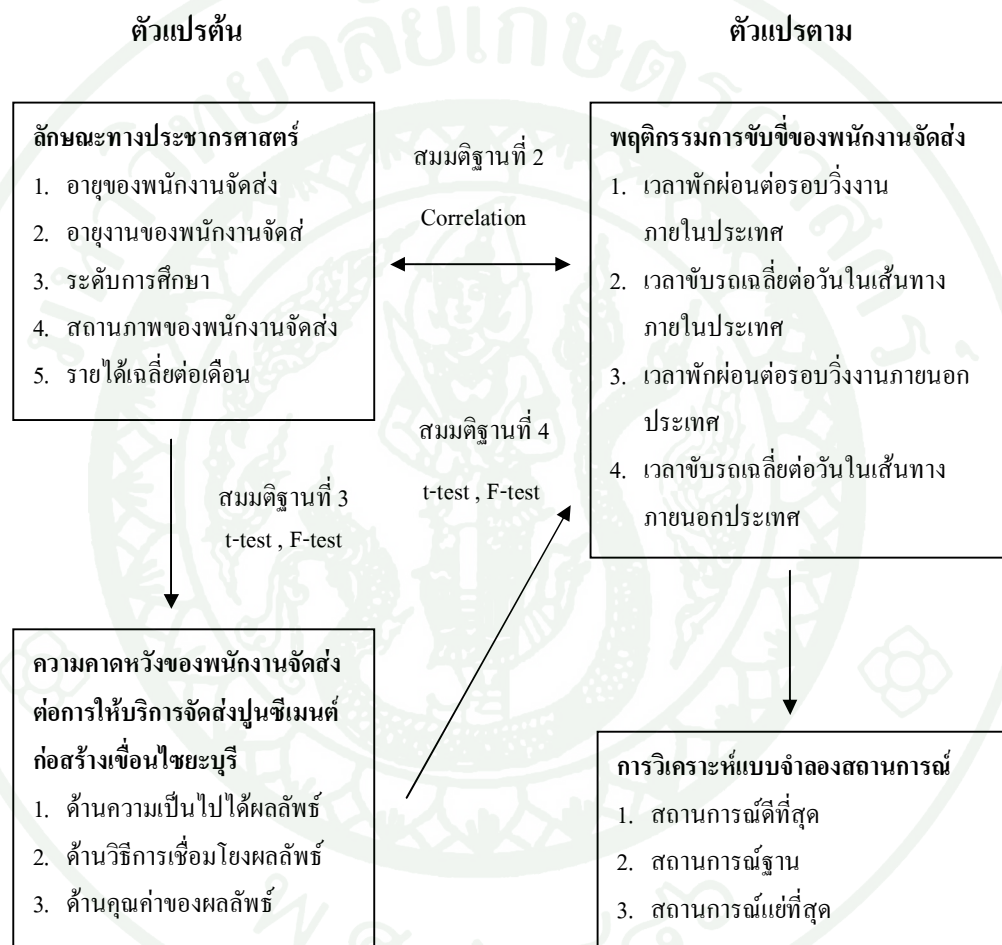 ตัวแปรต้น
ตัวแปรตาม
ลักษณะทางประชากรศาสตร์
1. อายุของพนักงานจัดส่ง
2. อายุงานของพนักงานจัดส่
3. ระดับการศึกษา
4. สถานภาพของพนักงานจัดส่ง
5. รายได้เฉลี่ยต่อเดือน
สมมติฐานที่ 2
Correlation
พฤติกรรมการขับขี่ของพนักงานจัดส่ง
1. เวลาพักผ่อนต่อรอบวิ่งงาน
ภายในประเทศ
2. เวลาขับรถเฉลี่ยต่อวันในเส้นทาง
ภายในประเทศ
3. เวลาพักผ่อนต่อรอบวิ่งงานภายนอก
ประเทศ
4. เวลาขับรถเฉลี่ยต่อวันในเส้นทาง
ภายนอกประเทศ
สมมติฐานที่ 3
t-test , F-test
สมมติฐานที่ 4
t-test , F-test
ความคาดหวังของพนักงานจัดส่ง
ต่อการให้บริการจัดส่งปูนซีเมนต์
ก่อสร้างเขื่อนไซยะบุรี
1. ด้านความเป็นไปได้ผลลัพธ์
2. ด้านวิธีการเชื่อมโยงผลลัพธ์
3. ด้านคุณค่าของผลลัพธ์
การวิเคราะห์แบบจำลองสถานการณ์
1. สถานการณ์ดีที่สุด
2. สถานการณ์ฐาน
3. สถานการณ์แย่ที่สุด